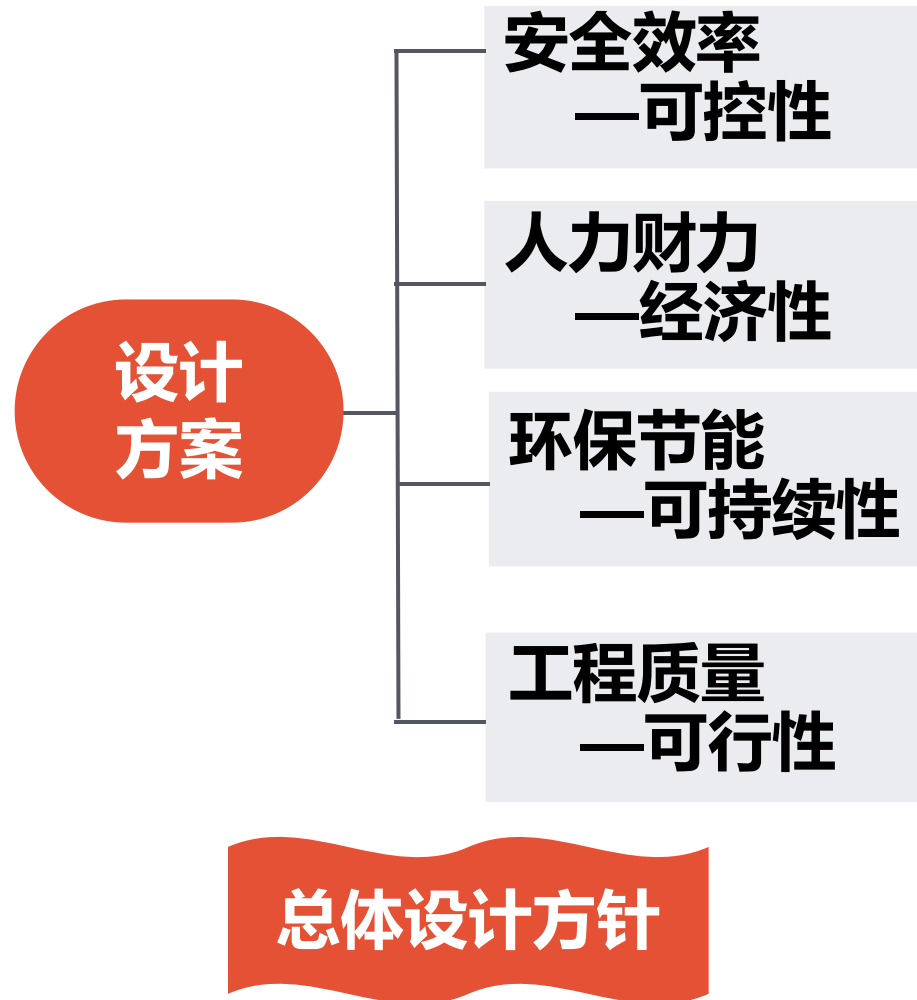 安全效率
—可控性
人力财力
—经济性
设计
方案
环保节能
—可持续性
工程质量
—可行性
总体设计方针